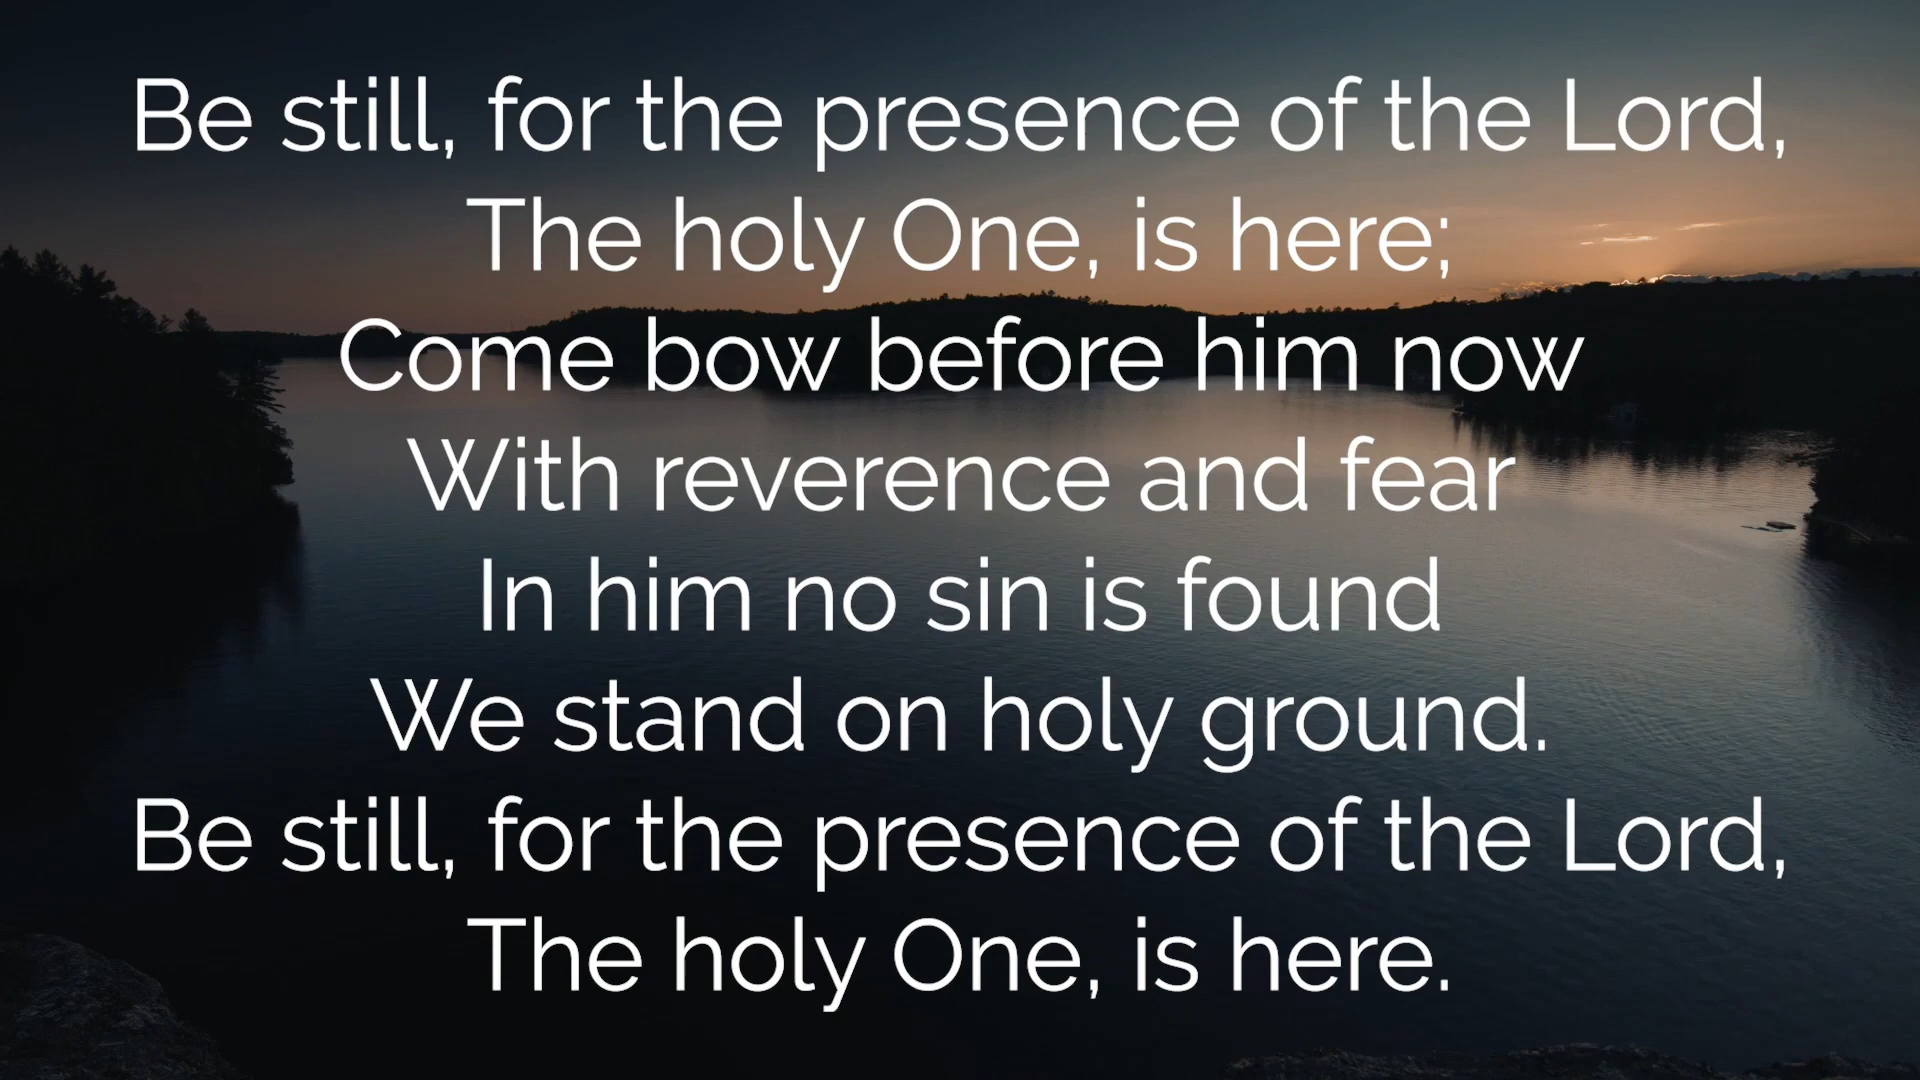 Be still, for the presence of the Lord,
The holy One, is here;
Come bow before him now
With reverence and fear
In him no sin is found
We stand on holy ground.
Be still, for the presence of the Lord,
The holy One, is here.